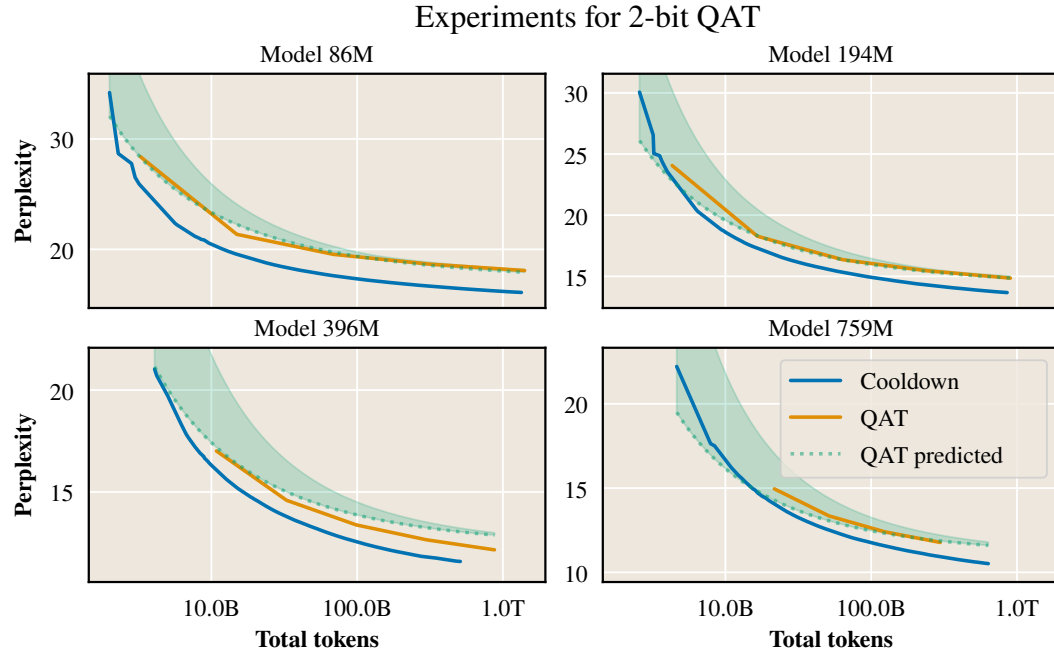 Experiments for 2-bit QAT
Model 86M
Model 194M
Perplexity
30
20
30
25
20
15
Model 396M
Model 759M
Perplexity
20
15
20
15
10
Cooldown
QAT
QAT predicted
10.0B
100.0B
1.0T
10.0B
100.0B
1.0T
Total tokens
Total tokens